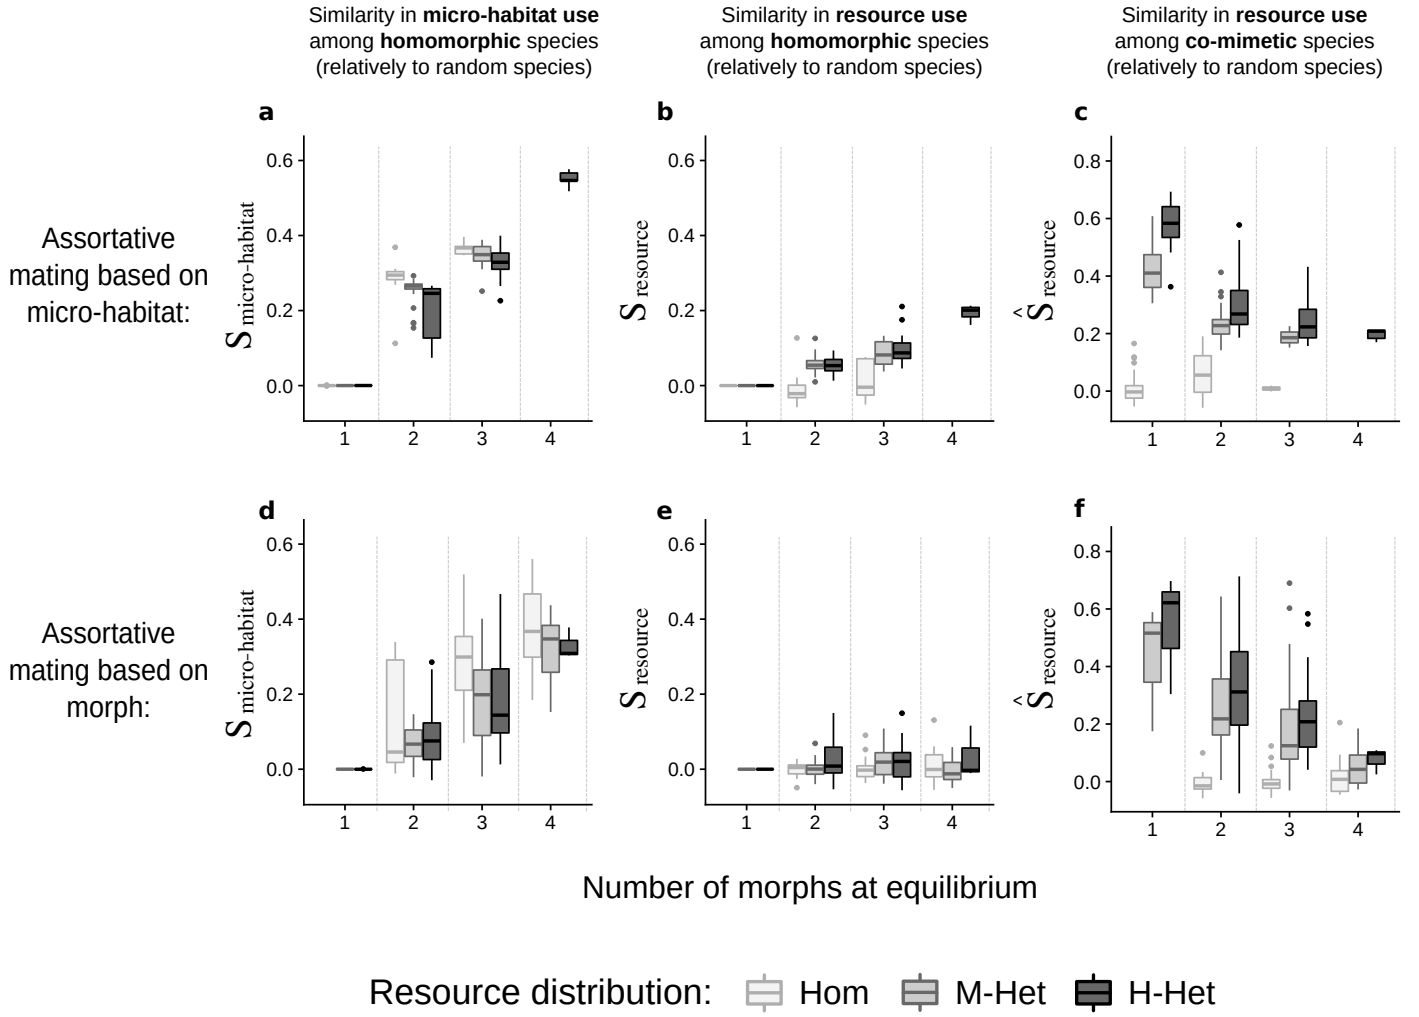 Similarity in micro-habitat use
among homomorphic species
(relatively to random species)
Similarity in resource use
among homomorphic species
(relatively to random species)
Similarity in resource use
among co-mimetic species
(relatively to random species)
Assortative
mating based on
micro-habitat:
a
S micro-habitat
0.6
0.4
0.2
0.0
1 2 3 4
b
S resource
0.6
0.4
0.2
0.0
1 2 3 4
c
Ŝ resource
0.8
0.6
0.4
0.2
0.0
1 2 3 4
Assortative
mating based on
morph:
d
S micro-habitat
0.6
0.4
0.2
0.0
1 2 3 4
e
S resource
0.6
0.4
0.2
0.0
1 2 3 4
f
Ŝ resource
0.8
0.6
0.4
0.2
0.0
1 2 3 4
Number of morphs at equilibrium
Resource distribution: Hom M-Het H-Het